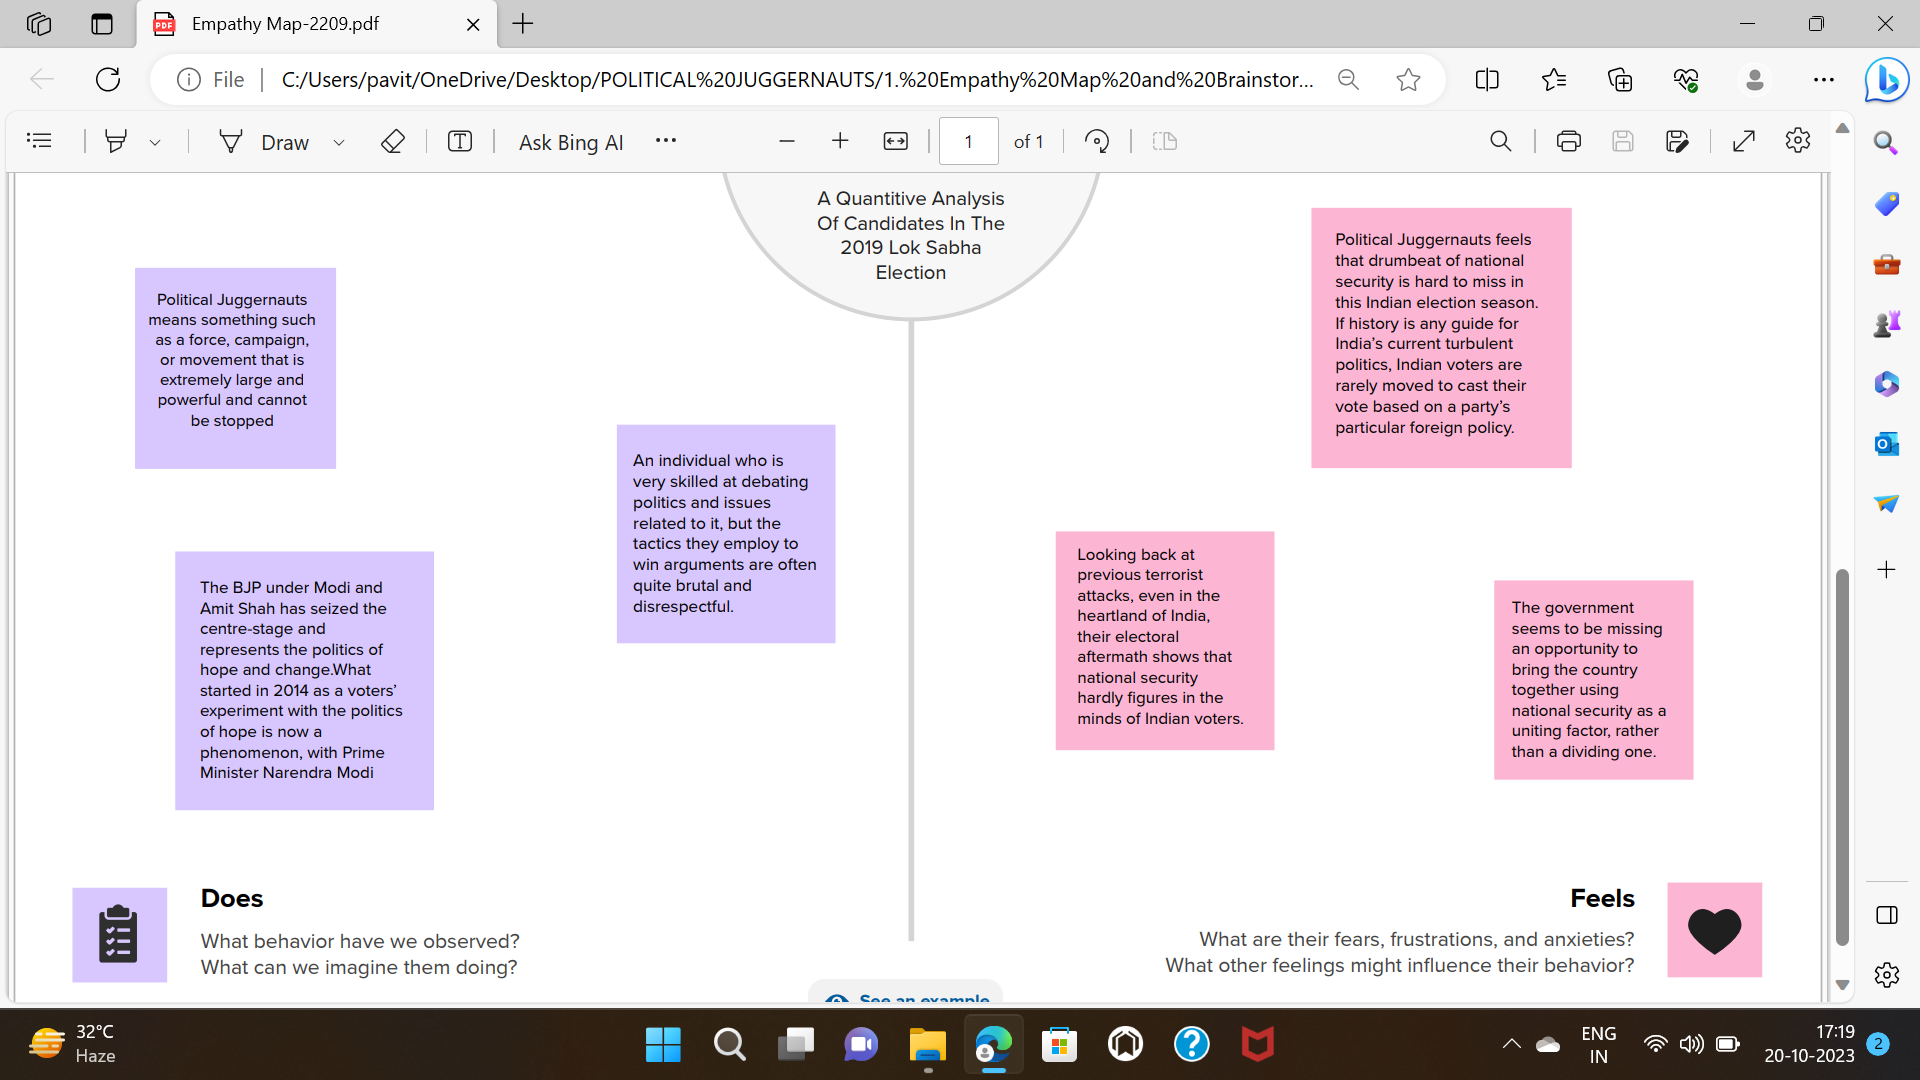 Empathy Map-2209.pdf
File
C:/Users/pavit/OneDrive/Desktop/POLITICAL%20JUGGERNAUTS/1.%20Empathy%20Map%20and%20Brainstor...
Draw
Ask Bing AI
1
of 1
A Quantitive Analysis
Of Candidates In The
2019 Lok Sabha
Election
Political Juggernauts
means something such
as a force, campaign,
or movement that is
extremely large and
powerful and cannot
be stopped
An individual who is
very skilled at debating
politics and issues
related to it, but the
tactics they employ to
win arguments are often
quite brutal and
disrespectful.
The BJP under Modi and
Amit Shah has seized the
centre-stage and
represents the politics of
hope and change.What
started in 2014 as a voters’
experiment with the politics
of hope is now a
phenomenon, with Prime
Minister Narendra Modi
Political Juggernauts feels
that drumbeat of national
security is hard to miss in
this Indian election season.
If history is any guide for
India’s current turbulent
politics, Indian voters are
rarely moved to cast their
vote based on a party’s
particular foreign policy.
Looking back at
previous terrorist
attacks, even in the
heartland of India,
their electoral
aftermath shows that
national security
hardly figures in the
minds of Indian voters.
The government
seems to be missing
an opportunity to
bring the country
together using
national security as a
uniting factor, rather
than a dividing one.
Does
What behavior have we observed?
What can we imagine them doing?
Feels
What are their fears, frustrations, and anxieties?
What other feelings might influence their behavior?
See an example
32°C
Haze
ENG
IN
17:19
20-10-2023
2